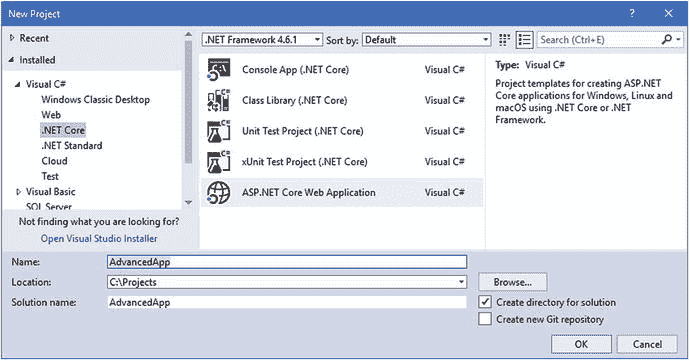 New Project
Recent
Installed
Visual C#
Windows Classic Desktop
Web
.NET Core
.NET Standard
Cloud
Test
Visual Basic
SQL Server
Not finding what you are looking for?
Open Visual Studio Installer
.NET Framework 4.6.1 Sort by: Default Search (Ctrl+E)
Console App (.NET Core) Visual C#
Class Library (.NET Core) Visual C#
Unit Test Project (.NET Core) Visual C#
xUnit Test Project (.NET Core) Visual C#
ASP.NET Core Web Application Visual C#
Type: Visual C#
Project templates for creating ASP.NET
Core applications for Windows, Linux and
macOS using .NET Core or .NET
Framework.
Name: AdvancedApp
Location: C:\Projects Browse...
Solution name: AdvancedApp Create directory for solution
Create new Git repository
OK Cancel